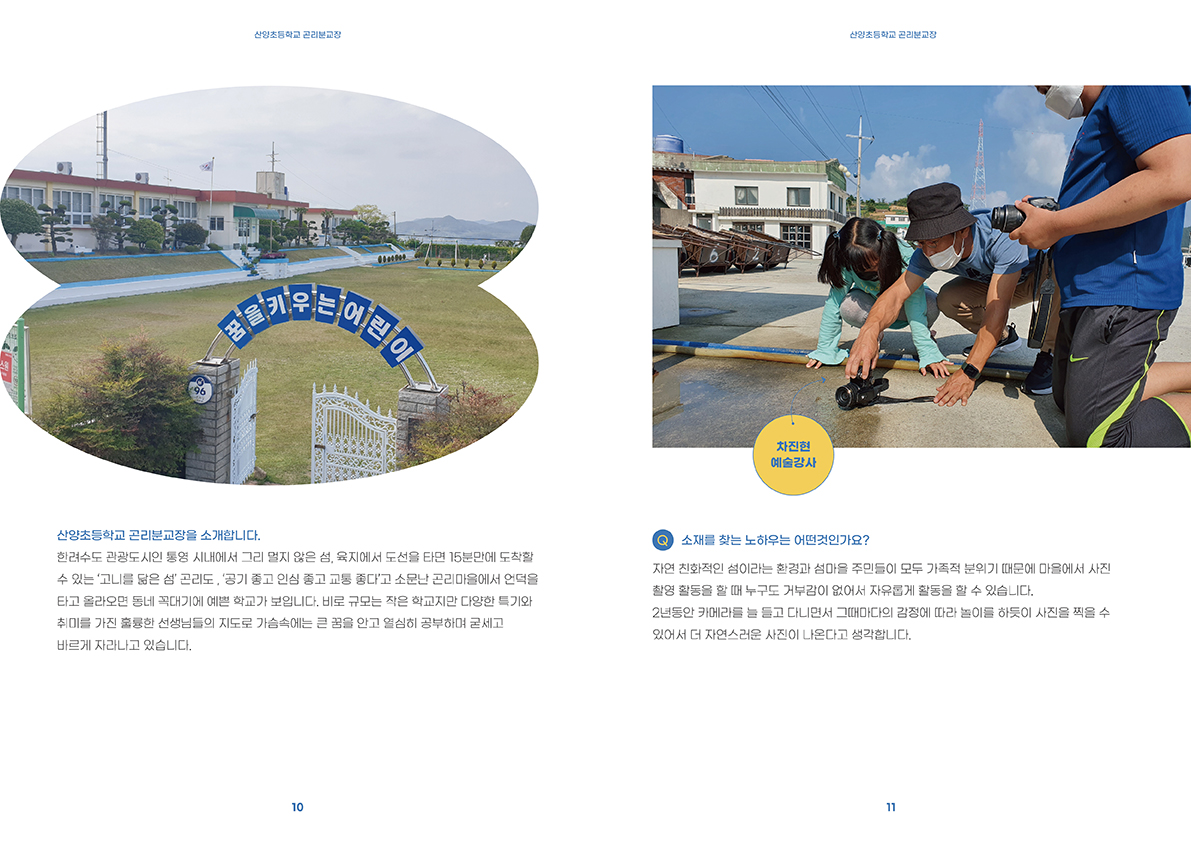 산양초등학교 곤리분교장
꿈을키우는어린이
96
산양초등학교 곤리분교장을 소개합니다.
한려수도 관광도시인 통영 시내에서 그리 멀지 않은 섬, 육지에서 도선을 타면 15분만에 도착할
수 있는 ‘고니를 닮은 섬’ 곤리도 , ‘공기 좋고 인심 좋고 교통 좋다’고 소문난 곤리마을에서 언덕을
타고 올라오면 동네 꼭대기에 예쁜 학교가 보입니다. 비로 규모는 작은 학교지만 다양한 특기와
취미를 가진 훌륭한 선생님들의 지도로 가슴속에는 큰 꿈을 안고 열심히 공부하며 굳세고
바르게 자라나고 있습니다.
10
산양초등학교 곤리분교장
차진현
예술강사
Q 소재를 찾는 노하우는 어떤것인가요?
자연 친화적인 섬이라는 환경과 섬마을 주민들이 모두 가족적 분위기 때문에 마을에서 사진
촬영 활동을 할 때 누구도 거부감이 없어서 자유롭게 활동을 할 수 있습니다.
2년동안 카메라를 늘 들고 다니면서 그때마다의 감정에 따라 놀이를 하듯이 사진을 찍을 수
있어서 더 자연스러운 사진이 나온다고 생각합니다.
11